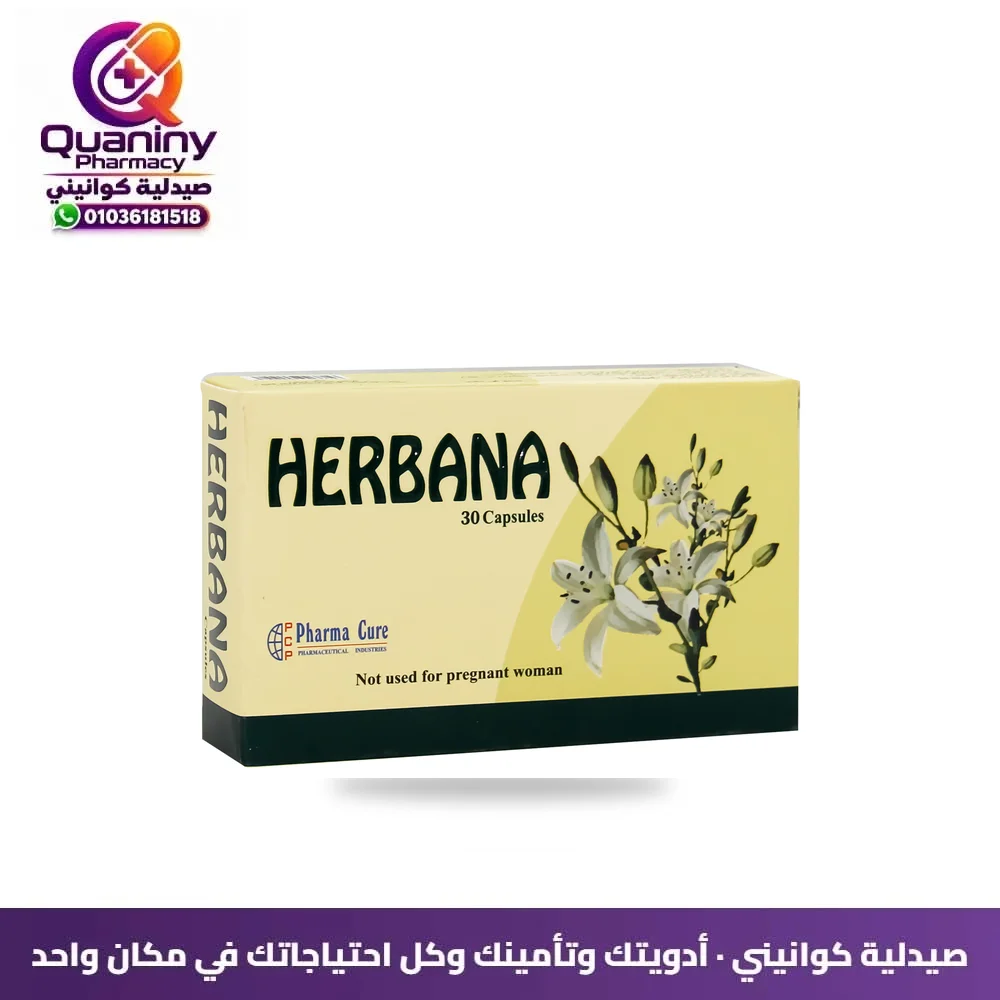 Quaniny
Pharmacy
صيدلية كوانيني
01036181518
HERBANA
30 Capsules
HERBANA
Capsules
PCP
Pharma Cure
PHARMACEUTICAL INDUSTRIES
Not used for pregnant woman
صيدلية كوانيني · أدويتك وتأمينك وكل احتياجاتك في مكان واحد